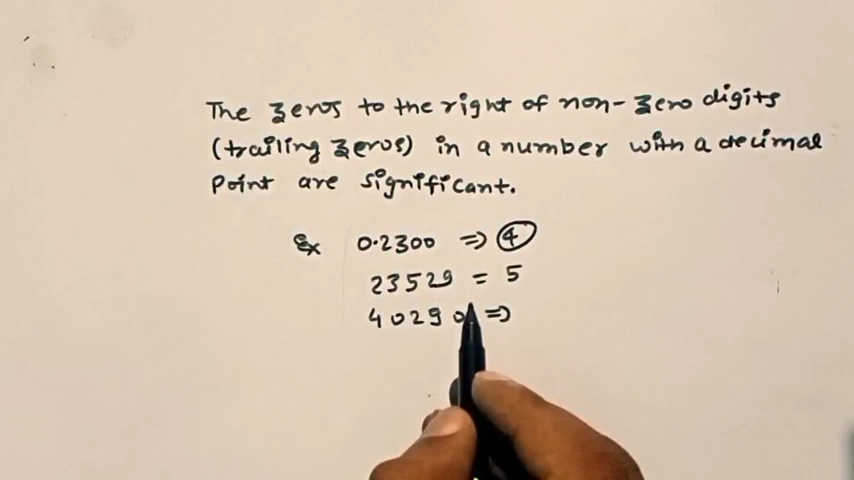 The zeros to the right of non-zero digits
(trailing zeros) in a number with a decimal
Point are significant.
Ex 0.2300 => 4
23529 = 5
40290 =>